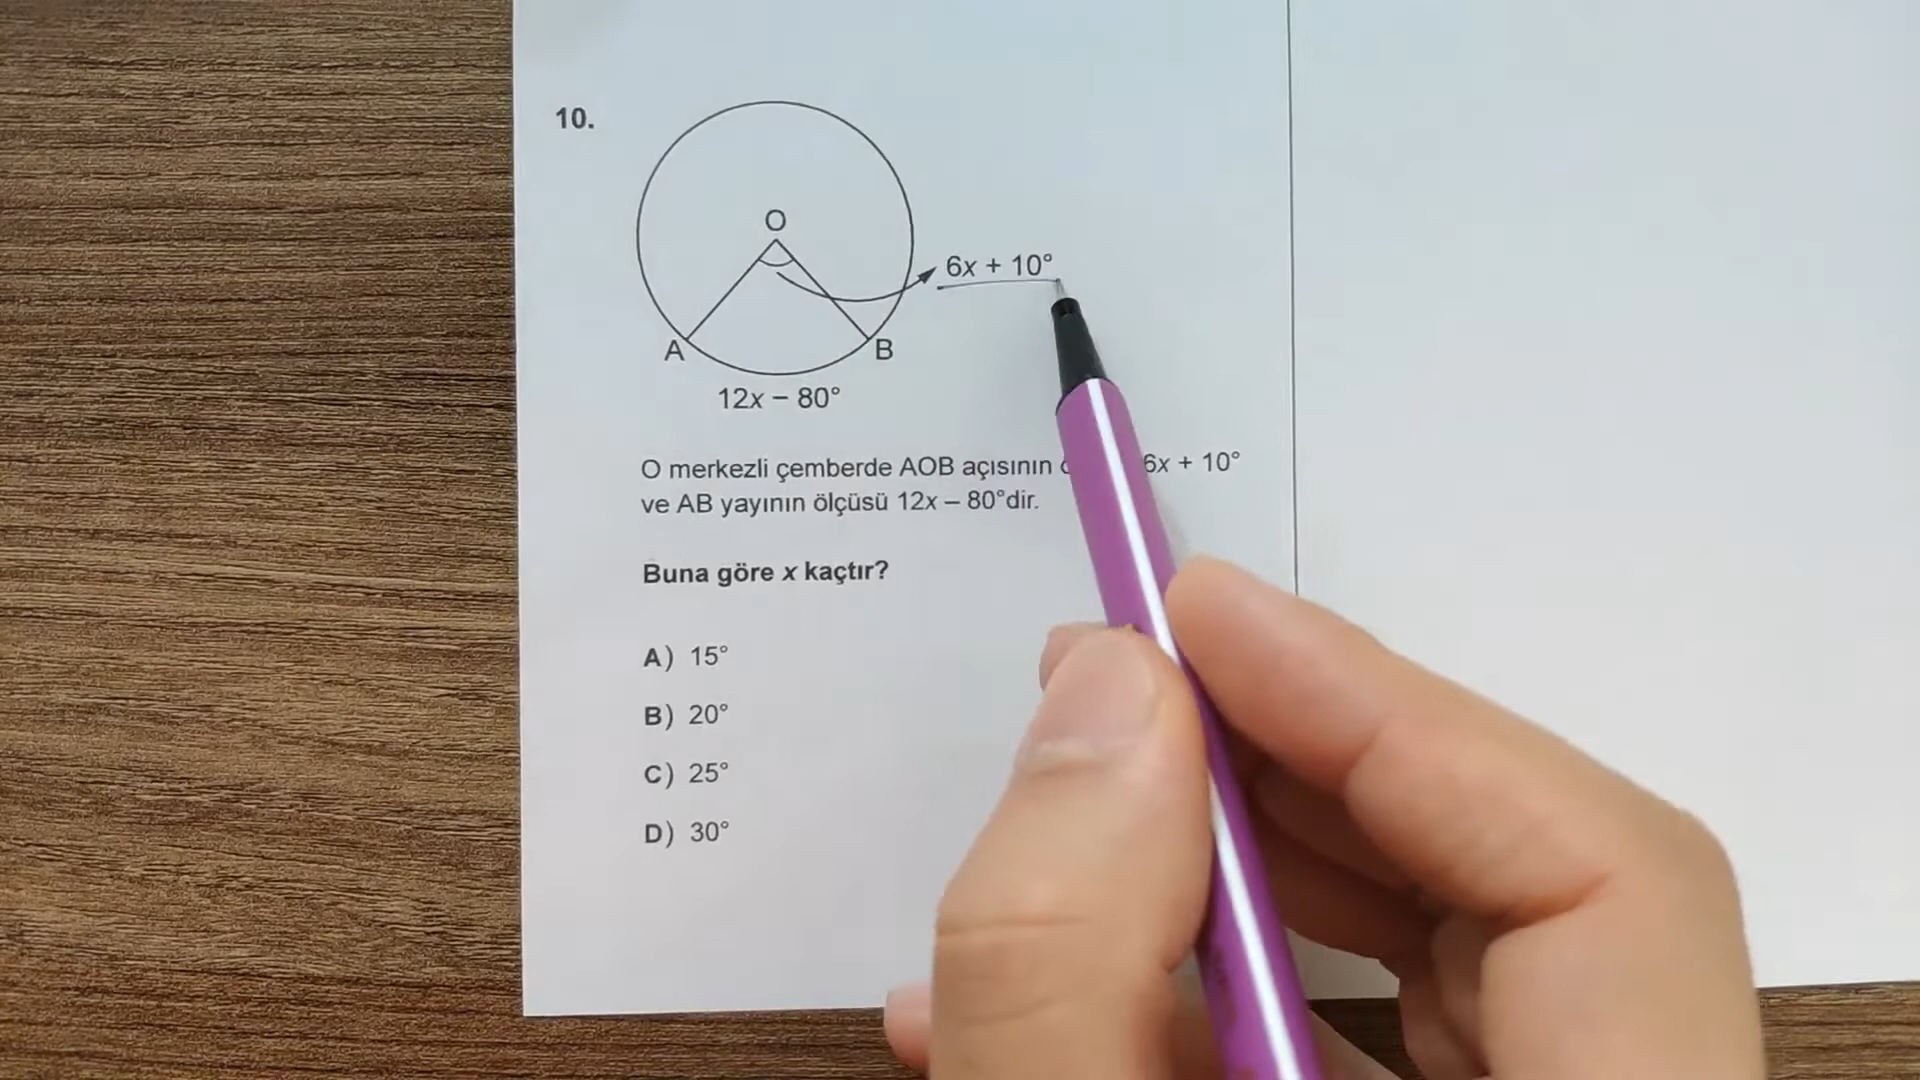 10.
O
6x + 10°
A
B
12x – 80°
O merkezli çemberde AOB açısının 6x + 10°
ve AB yayının ölçüsü 12x – 80°dir.
Buna göre x kaçtır?
A) 15°
B) 20°
C) 25°
D) 30°